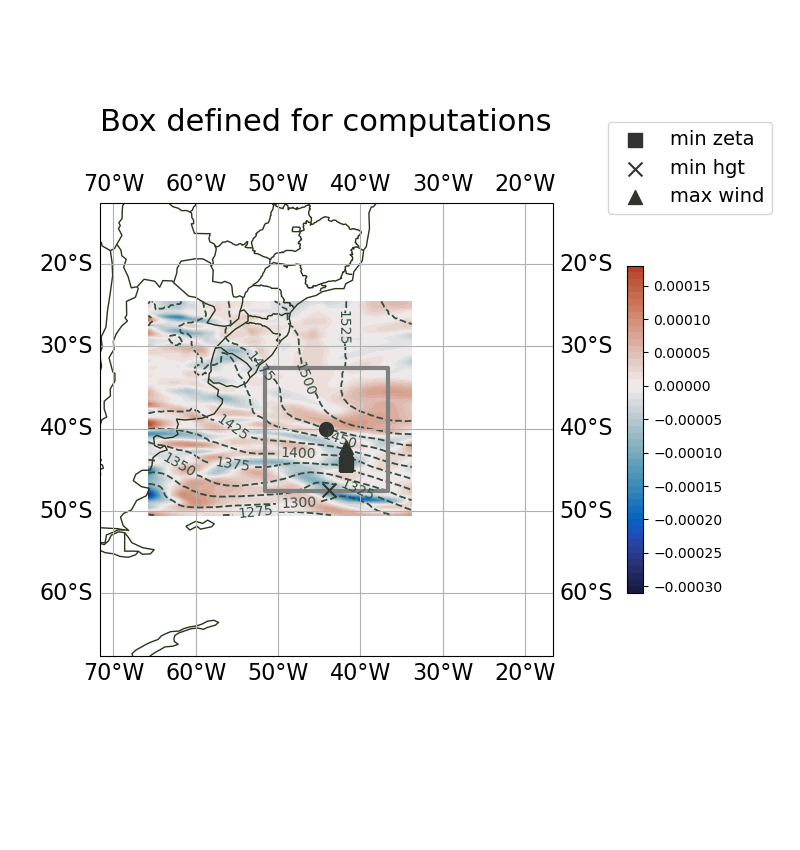 Box defined for computations
min zeta
min hgt
max wind
70°W 60°W 50°W 40°W 30°W 20°W
20°S 20°S
30°S 30°S
40°S 40°S
50°S 50°S
60°S 60°S
70°W 60°W 50°W 40°W 30°W 20°W
1525
1500
1425
1450
1400
1350
1375
1325
1300
1275
0.00015
0.00010
0.00005
0.00000
−0.00005
−0.00010
−0.00015
−0.00020
−0.00025
−0.00030